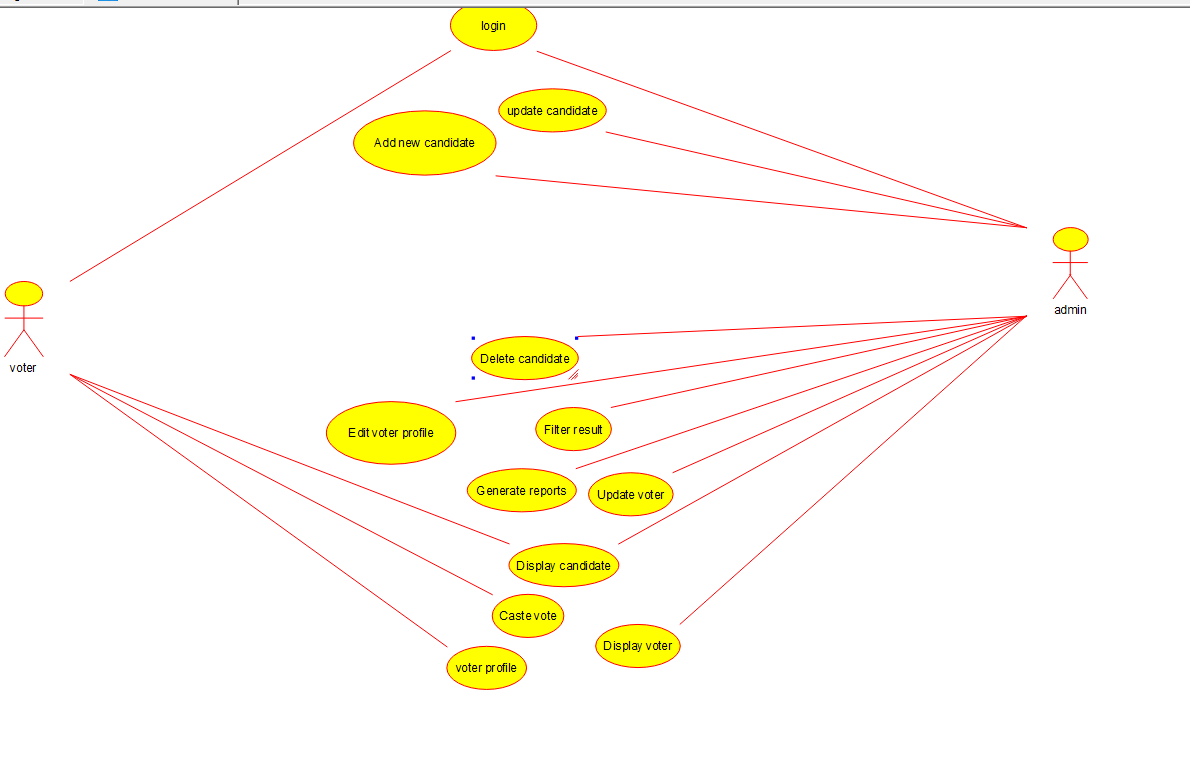 login
update candidate
Add new candidate
admin
voter
Delete candidate
Edit voter profile
Filter result
Generate reports
Update voter
Display candidate
Caste vote
Display voter
voter profile